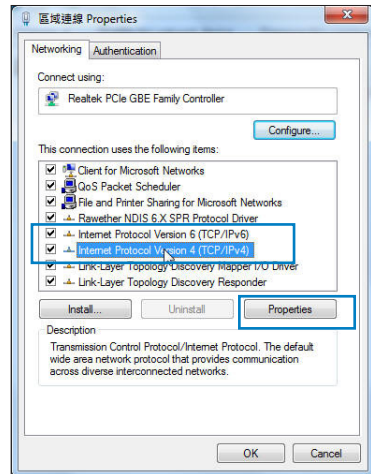 區域連線 Properties
Networking Authentication
Connect using:
Realtek PCIe GBE Family Controller
Configure...
This connection uses the following items:
Client for Microsoft Networks
QoS Packet Scheduler
File and Printer Sharing for Microsoft Networks
Rawether NDIS 6.X SPR Protocol Driver
Internet Protocol Version 6 (TCP/IPv6)
Internet Protocol Version 4 (TCP/IPv4)
Link-Layer Topology Discovery Mapper I/O Driver
Link-Layer Topology Discovery Responder
Install... Uninstall Properties
Description
Transmission Control Protocol/Internet Protocol. The default
wide area network protocol that provides communication
across diverse interconnected networks.
OK Cancel